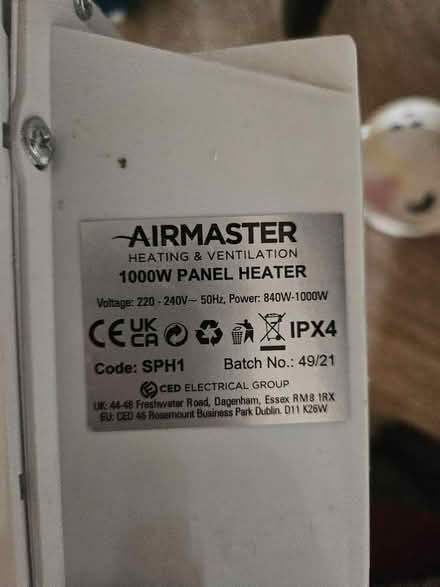 AIRMASTER
HEATING & VENTILATION
1000W PANEL HEATER
Voltage: 220 - 240V~ 50Hz, Power: 840W-1000W
CE UK CA IPX4
Code: SPH1 Batch No.: 49/21
CED ELECTRICAL GROUP
UK: 44-46 Freshwater Road, Dagenham, Essex RM8 1RX
EU: CED 46 Rosemount Business Park Dublin. D11 K26W